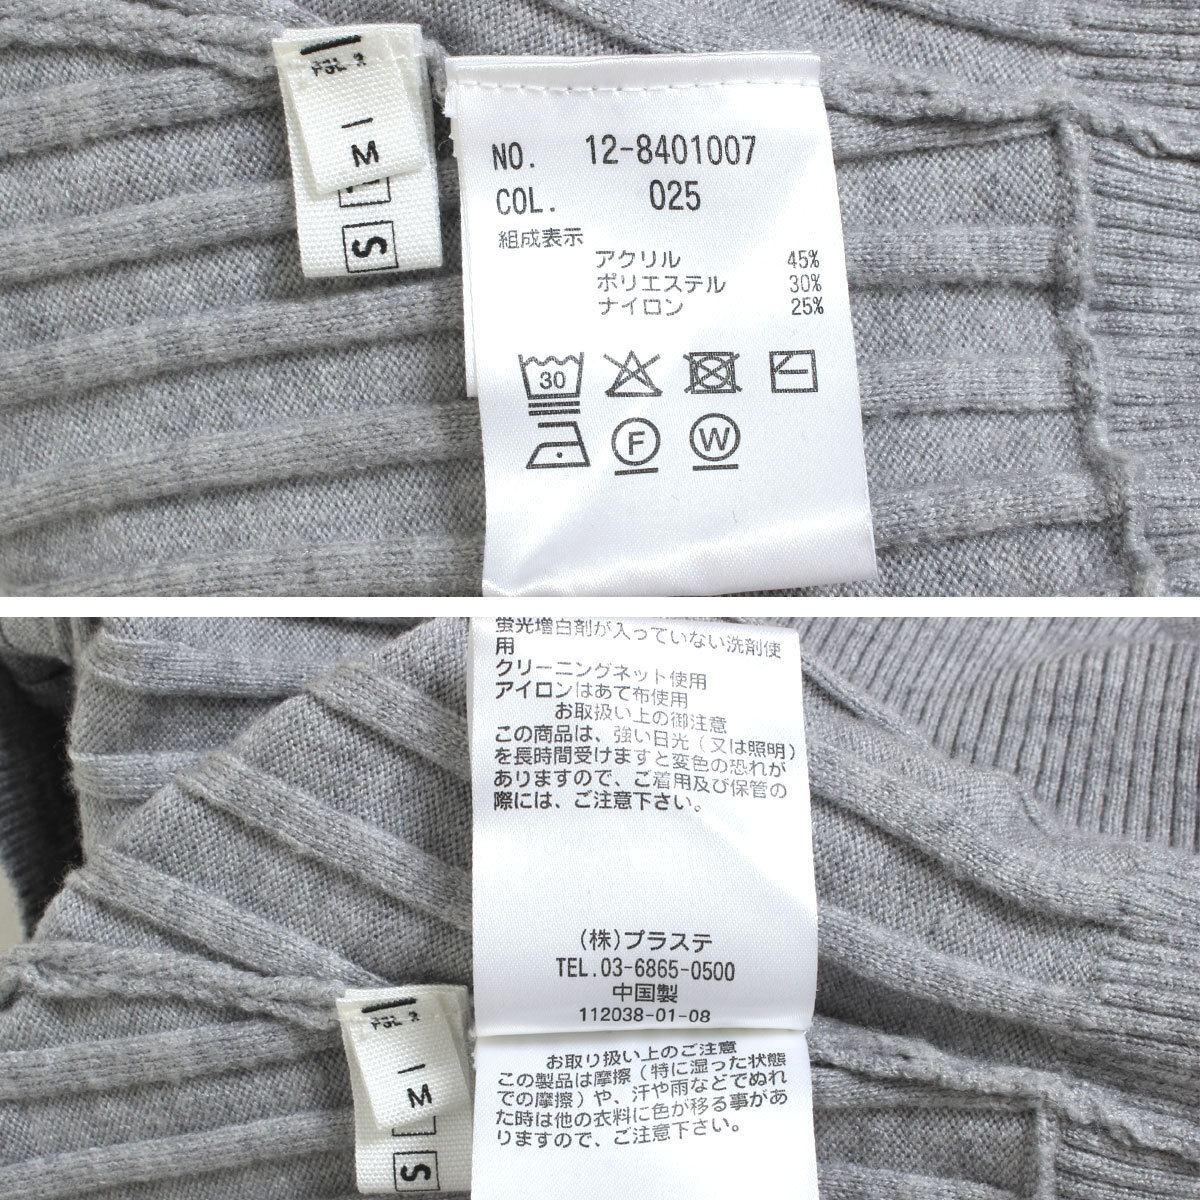 M
S
NO. 12-8401007
COL. 025
組成表示
アクリル 45%
ポリエステル 30%
ナイロン 25%
30
F
W
蛍光増白剤が入っていない洗剤使
用
クリーニングネット使用
アイロンはあて布使用
お取扱い上の御注意
この商品は、強い日光(又は照明)
を長時間受けますと変色の恐れが
ありますので、ご着用及び保管の
際には、ご注意下さい。
(株)プラステ
TEL.03-6865-0500
中国製
112038-01-08
お取り扱い上のご注意
この製品は摩擦(特に湿った状態
での摩擦)や、汗や雨などでぬれ
た時は他の衣料に色が移る事があ
りますので、ご注意下さい。
M
S